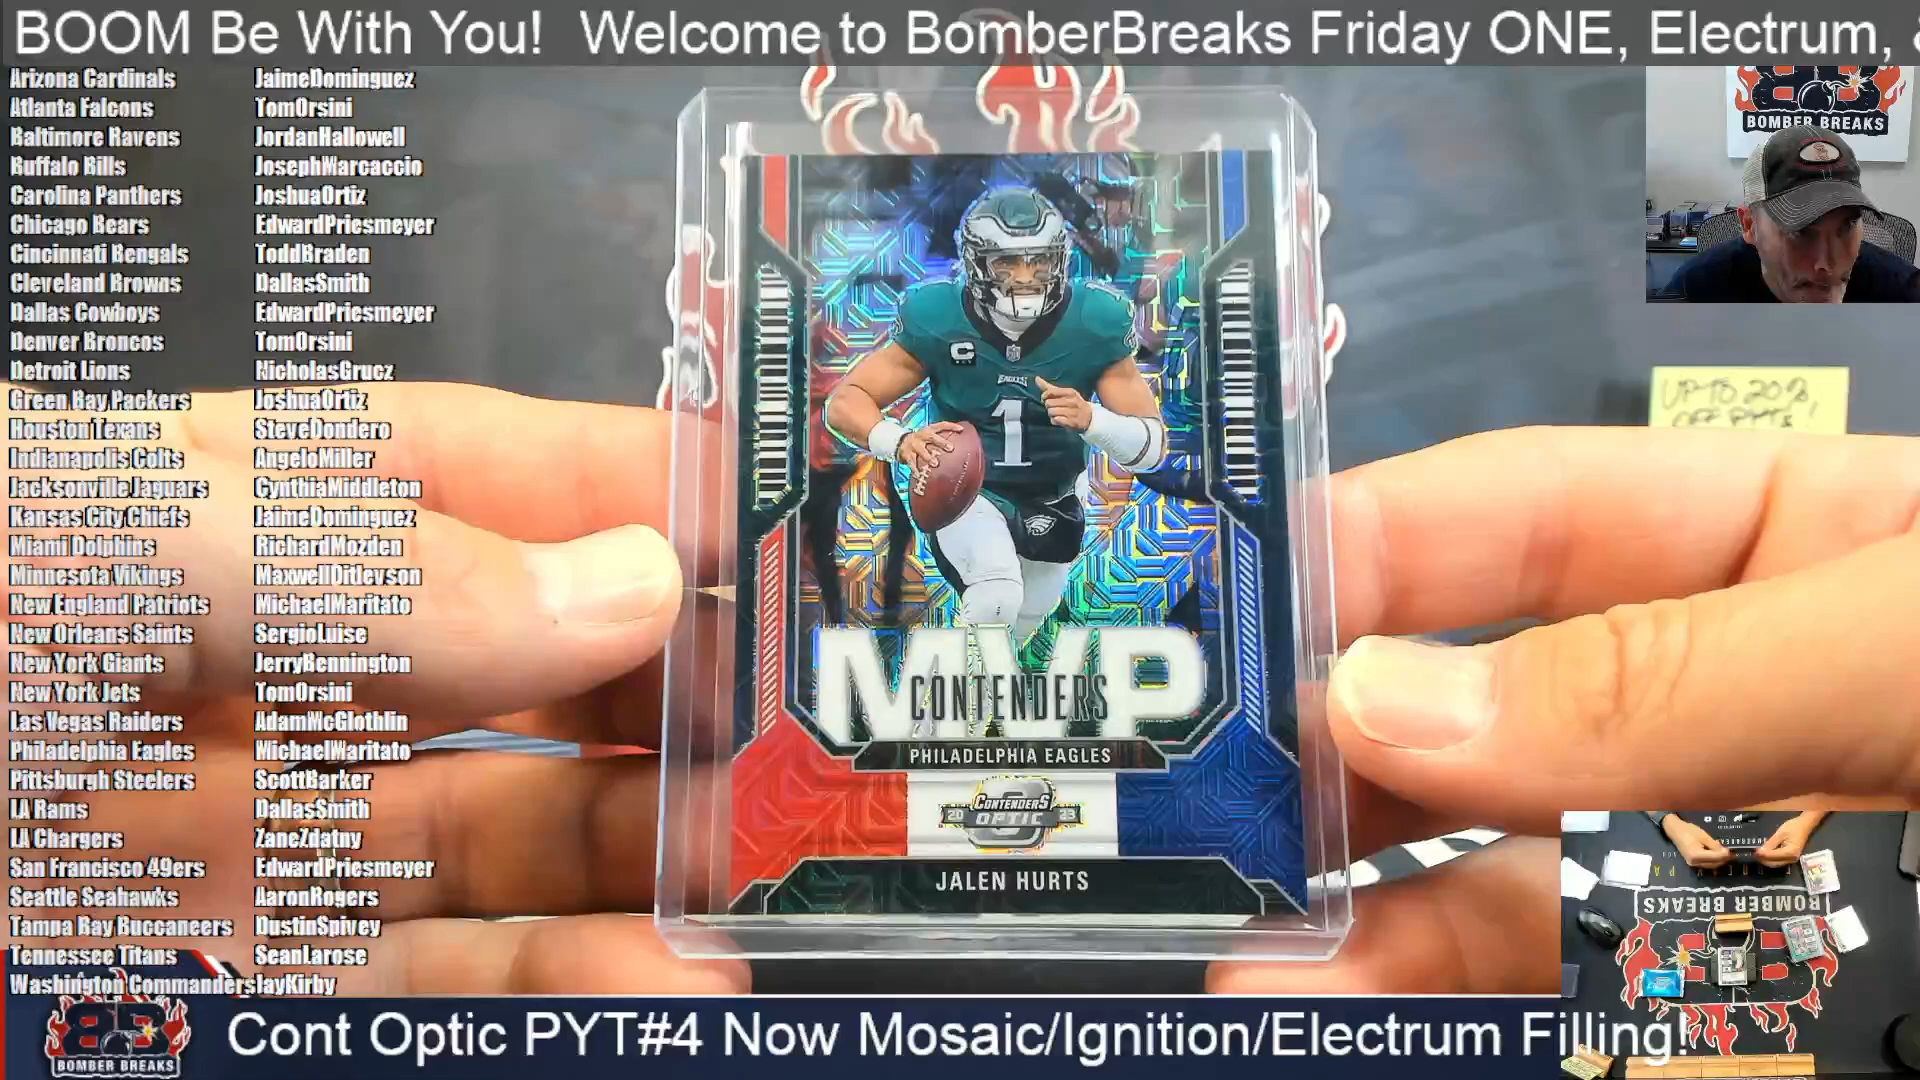 BOOM Be With You!  Welcome to BomberBreaks Friday ONE, Electrum,
Arizona Cardinals JaimeDominguez
Atlanta Falcons TomOrsini
Baltimore Ravens JordanHallowell
Buffalo Bills JosephMarcaccio
Carolina Panthers JoshuaOrtiz
Chicago Bears EdwardPriesmeyer
Cincinnati Bengals ToddBraden
Cleveland Browns DallasSmith
Dallas Cowboys EdwardPriesmeyer
Denver Broncos TomOrsini
Detroit Lions NicholasGrucz
Green Bay Packers JoshuaOrtiz
Houston Texans SteveDondero
Indianapolis Colts AngeloMiller
Jacksonville Jaguars CynthiaMiddleton
Kansas City Chiefs JaimeDominguez
Miami Dolphins RichardMozden
Minnesota Vikings MaxwellDitlevson
New England Patriots MichaelMaritato
New Orleans Saints SergioLuise
New York Giants JerryBennington
New York Jets TomOrsini
Las Vegas Raiders AdamMcGlothlin
Philadelphia Eagles MichaelMaritato
Pittsburgh Steelers ScottBarker
LA Rams DallasSmith
LA Chargers ZaneZdatny
San Francisco 49ers EdwardPriesmeyer
Seattle Seahawks AaronRogers
Tampa Bay Buccaneers DustinSpivey
Tennessee Titans SeanLarose
Washington Commanders JayKirby
C
EAGLES
1
MVP
CONTENDERS
PHILADELPHIA EAGLES
CONTENDERS
20 OPTIC 23
JALEN HURTS
BOMBER BREAKS
UP TO 20%
OFF PYTs!
BOMBER BREAKS
BOMBER BREAKS
Cont Optic PYT#4 Now Mosaic/Ignition/Electrum Filling!